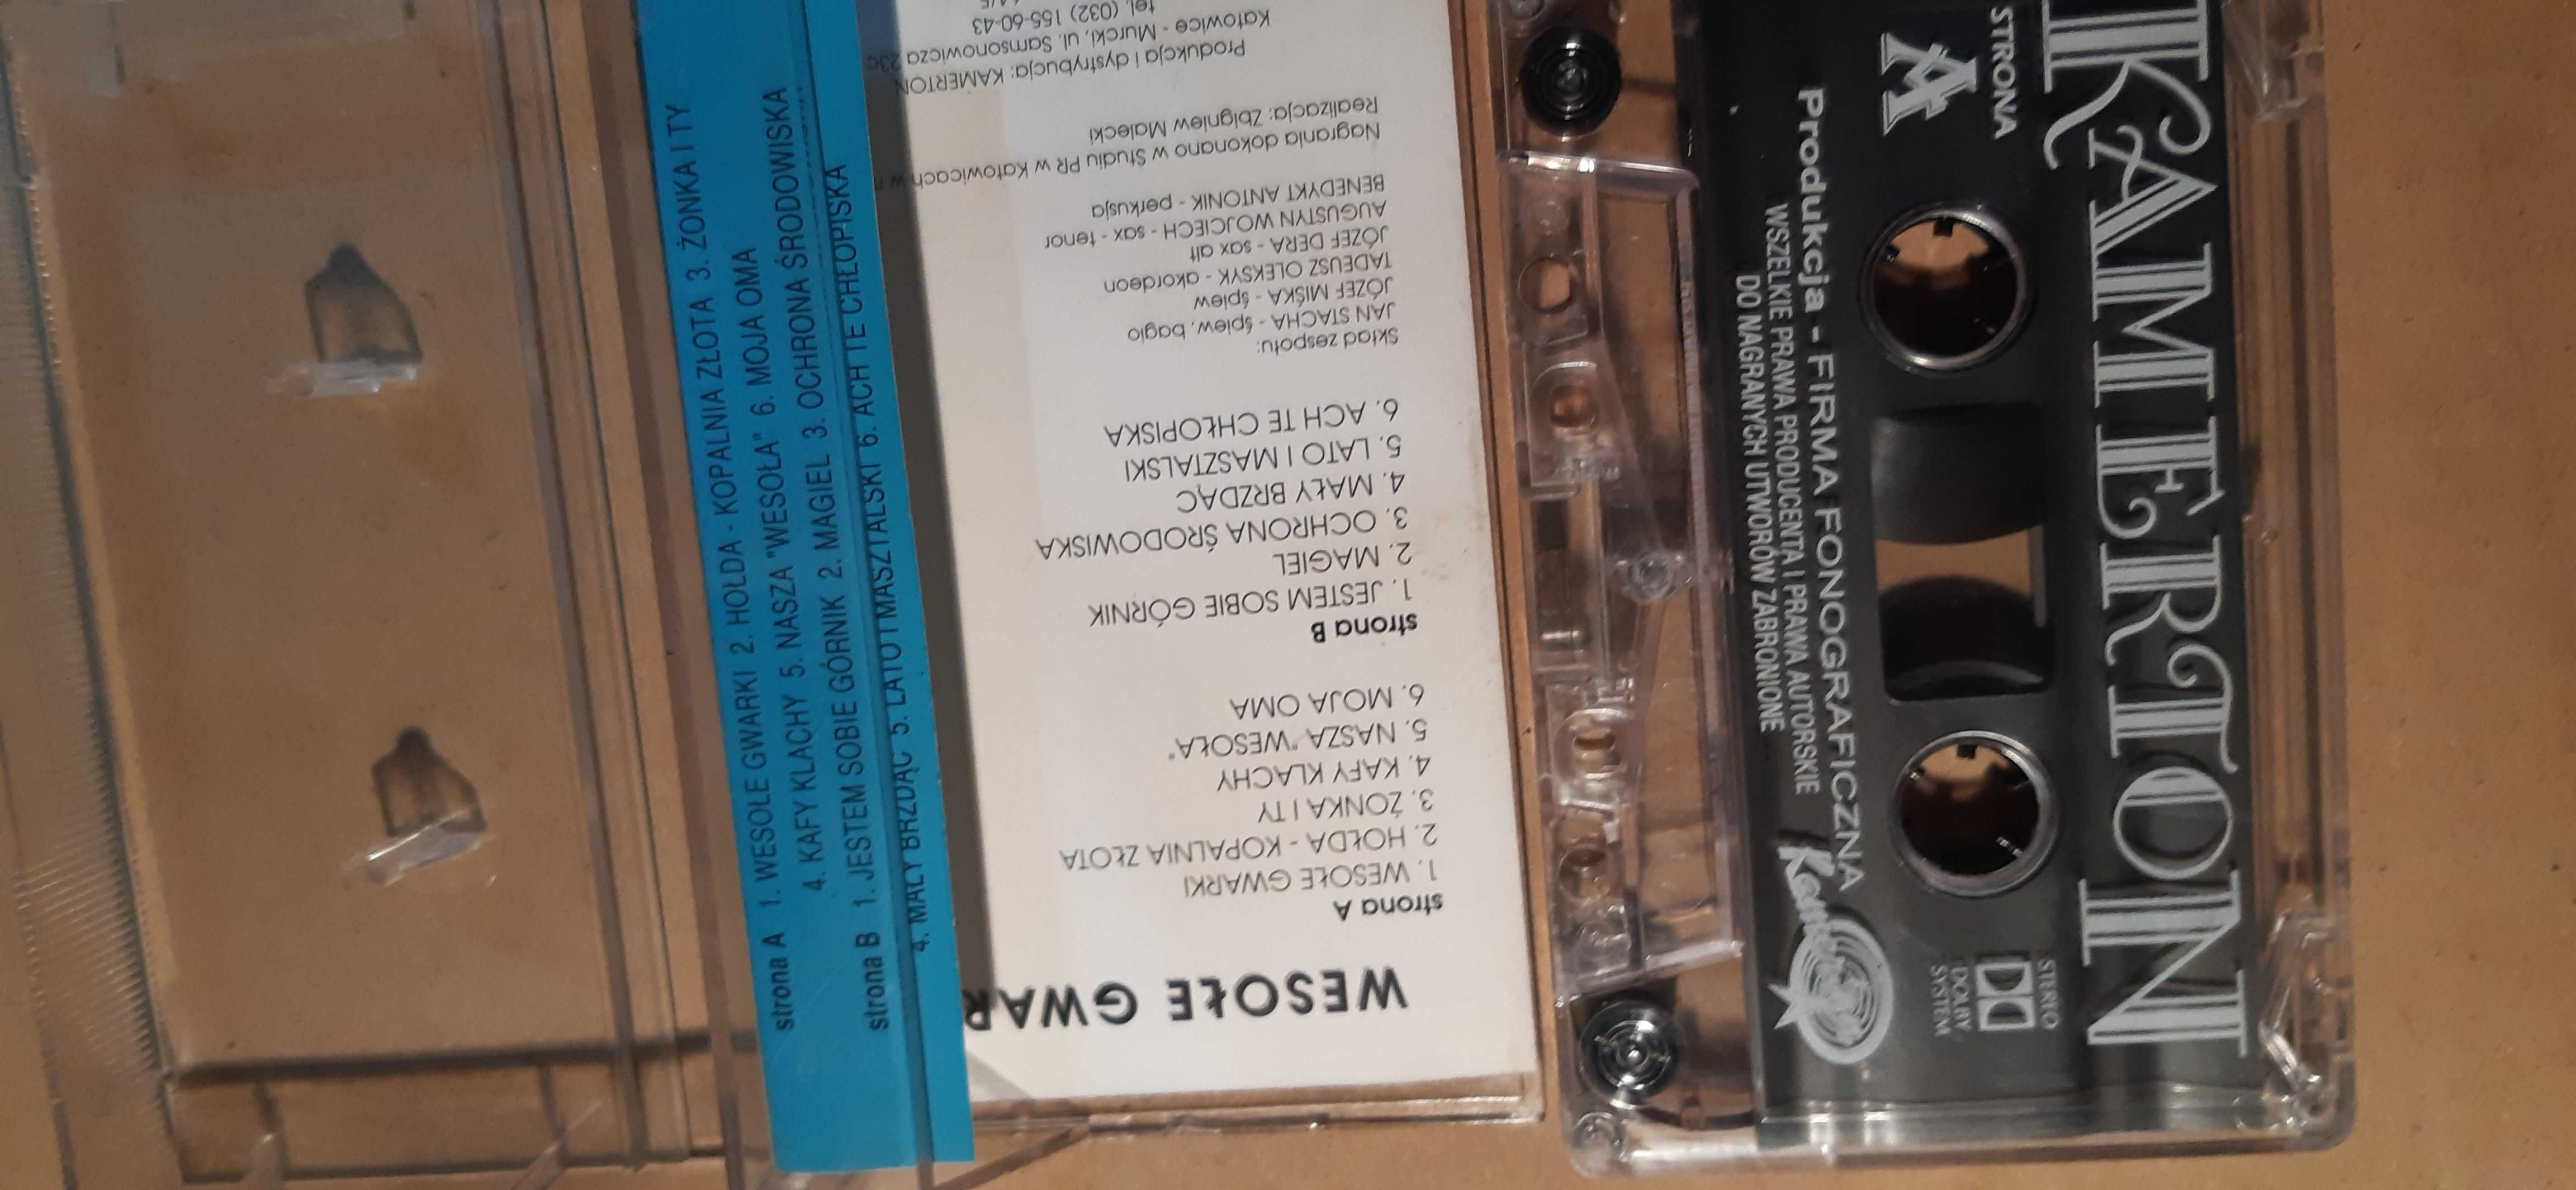 strona A 1. WESOŁE GWARKI 2. HOŁDA - KOPALNIA ZŁOTA 3. ŻONKA I TY
4. KAFY KLACHY 5. NASZA "WESOŁA" 6. MOJA OMA
strona B 1. JESTEM SOBIE GÓRNIK 2. MAGIEL 3. OCHRONA ŚRODOWISKA
4. MAŁY BRZDĄC 5. LATO I MASZTALSKI 6. ACH TE CHŁOPISKA
WESOŁE GWAR
strona A
1. WESOŁE GWARKI
2. HOŁDA - KOPALNIA ZŁOTA
3. ŻONKA I TY
4. KAFY KLACHY
5. NASZA "WESOŁA"
6. MOJA OMA
strona B
1. JESTEM SOBIE GÓRNIK
2. MAGIEL
3. OCHRONA ŚRODOWISKA
4. MAŁY BRZDĄC
5. LATO I MASZTALSKI
6. ACH TE CHŁOPISKA
Skład zespołu:
JAN STACHA - śpiew, bagio
JÓZEF MIŚKA - śpiew
TADEUSZ OLEKSYK - akordeon
JÓZEF DERA - sax alt
AUGUSTYN WOJCIECH - sax - tenor
BENEDYKT ANTONIK - perkusja
Nagrania dokonano w Studiu PR w Katowicach w
Realizacja: Zbigniew Malecki
Produkcja i dystrybucja: KAMERTON
Katowice - Murcki, ul. Samsonowicza 23c
tel. (032) 155-60-43
KAMERTON
STRONA
A
STEREO
DOLBY
SYSTEM
Produkcja - FIRMA FONOGRAFICZNA
WSZELKIE PRAWA PRODUCENTA I PRAWA AUTORSKIE
DO NAGRANYCH UTWORÓW ZABRONIONE